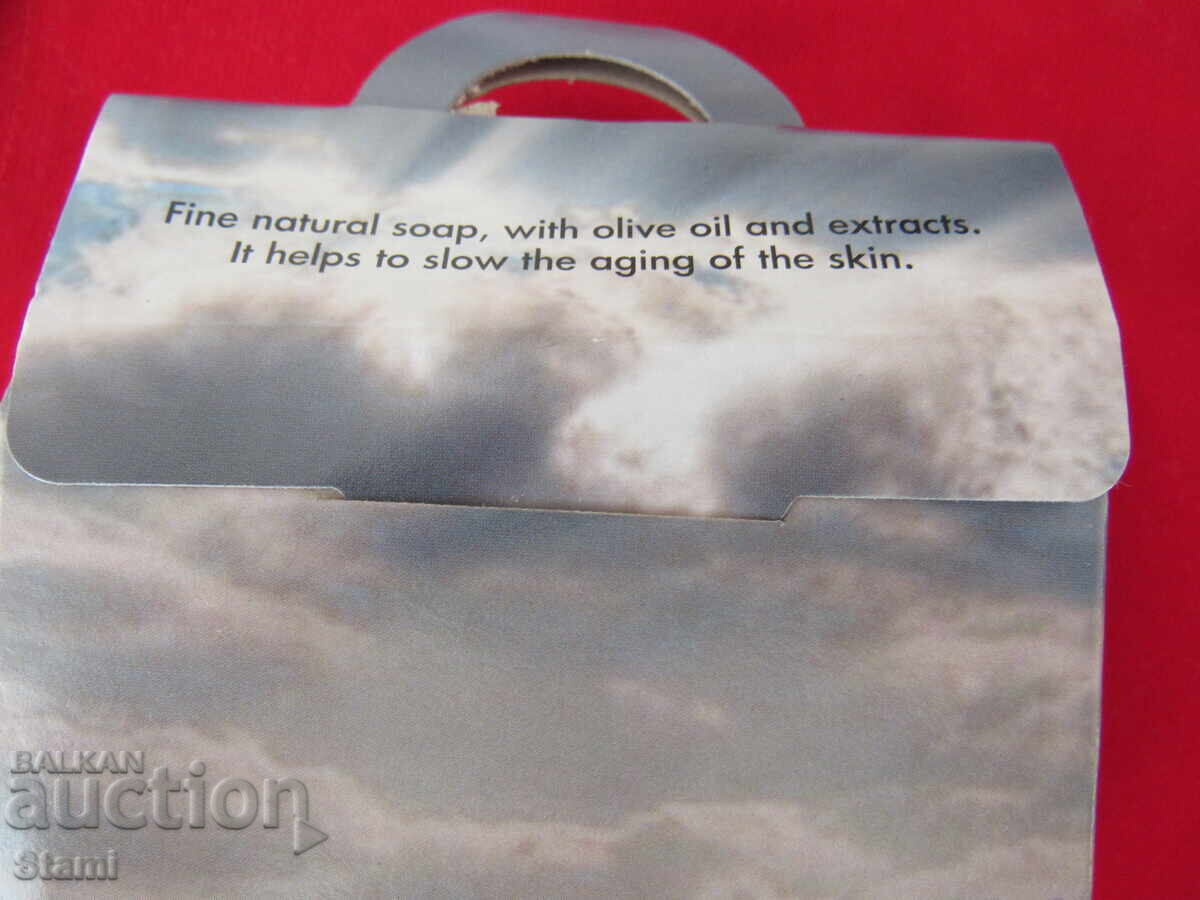 Fine natural soap, with olive oil and extracts.
It helps to slow the aging of the skin.
BALKAN
auction
Stami